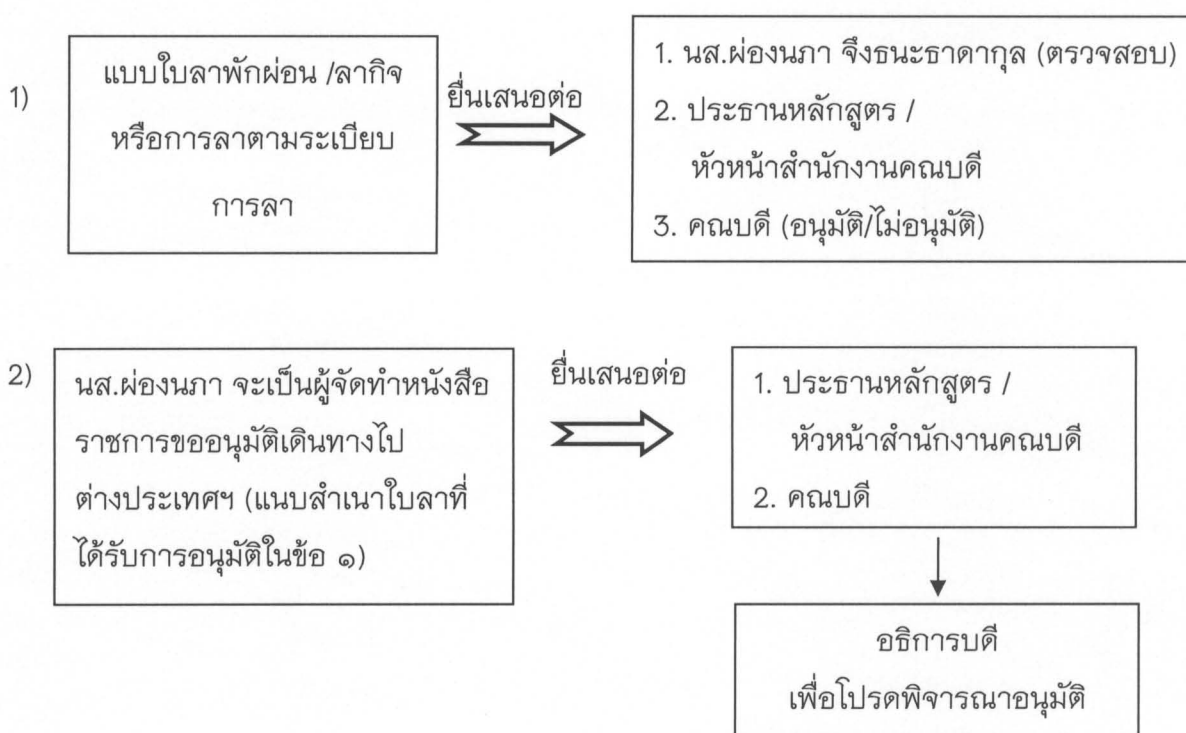 1)
แบบใบลาพักผ่อน /ลากิจ
หรือการลาตามระเบียบ
การลา
ยื่นเสนอต่อ
1. นส.ผ่องนภา จึงธนะธาดากุล (ตรวจสอบ)
2. ประธานหลักสูตร /
หัวหน้าสำนักงานคณบดี
3. คณบดี (อนุมัติ/ไม่อนุมัติ)
2)
นส.ผ่องนภา จะเป็นผู้จัดทำหนังสือ
ราชการขออนุมัติเดินทางไป
ต่างประเทศฯ (แนบสำเนาใบลาที่
ได้รับการอนุมัติในข้อ ๑)
ยื่นเสนอต่อ
1. ประธานหลักสูตร /
หัวหน้าสำนักงานคณบดี
2. คณบดี
อธิการบดี
เพื่อโปรดพิจารณาอนุมัติ